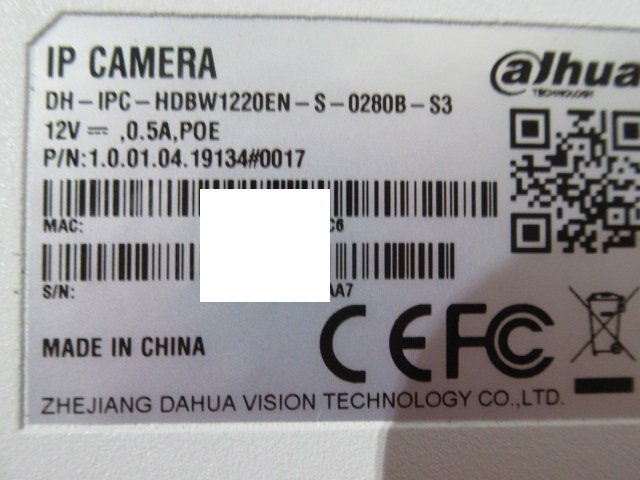 IP CAMERA
alhua
TECHNOLOGY
DH-IPC-HDBW1220EN-S-0280B-S3
12V⎓,0.5A,POE
P/N:1.0.01.04.19134#0017
MAC: C6
S/N: AA7
MADE IN CHINA
CE FC
ZHEJIANG DAHUA VISION TECHNOLOGY CO.,LTD.